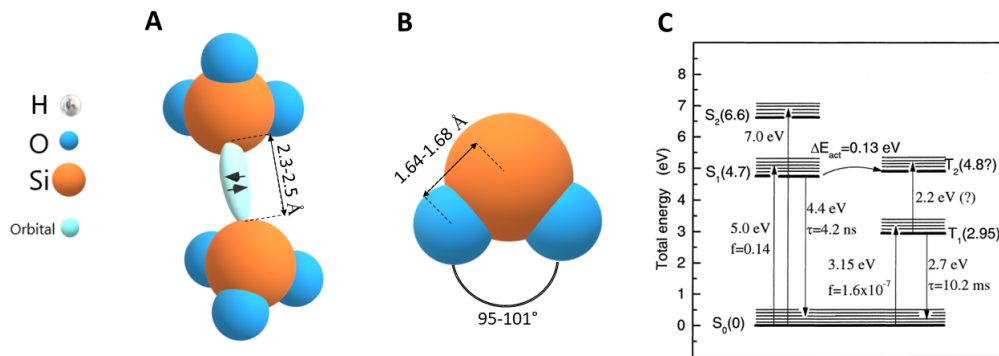 A
B
C
H
O
Si
Orbital
2.3-2.5 Å
1.64-1.68 Å
95-101°
Total energy (eV)
8
7
6
5
4
3
2
1
0
S₂(6.6)
7.0 eV
ΔE_act=0.13 eV
S₁(4.7)
T₂(4.8?)
2.2 eV (?)
5.0 eV
f=0.14
4.4 eV
τ=4.2 ns
T₁(2.95)
3.15 eV
f=1.6x10⁻⁷
2.7 eV
τ=10.2 ms
S₀(0)